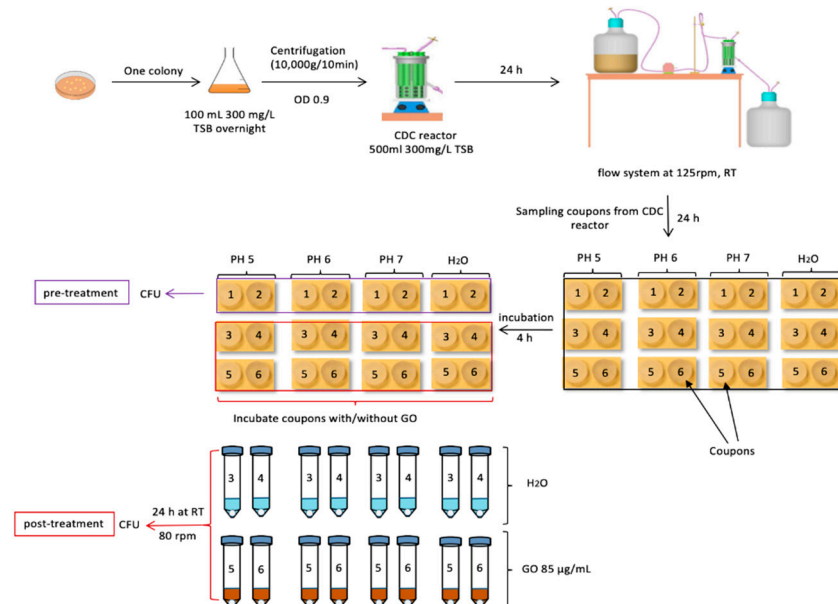 One colony
100 mL 300 mg/L
TSB overnight
Centrifugation
(10,000g/10min)
OD 0.9
CDC reactor
500ml 300mg/L TSB
24 h
flow system at 125rpm, RT
Sampling coupons from CDC
reactor
24 h
PH 5 PH 6 PH 7 H2O
1 2 1 2 1 2 1 2
3 4 3 4 3 4 3 4
5 6 5 6 5 6 5 6
Coupons
incubation
4 h
PH 5 PH 6 PH 7 H2O
pre-treatment CFU 1 2 1 2 1 2 1 2
3 4 3 4 3 4 3 4
5 6 5 6 5 6 5 6
Incubate coupons with/without GO
3 4 3 4 3 4 3 4 H2O
post-treatment CFU
24 h at RT
80 rpm
5 6 5 6 5 6 5 6 GO 85 μg/mL